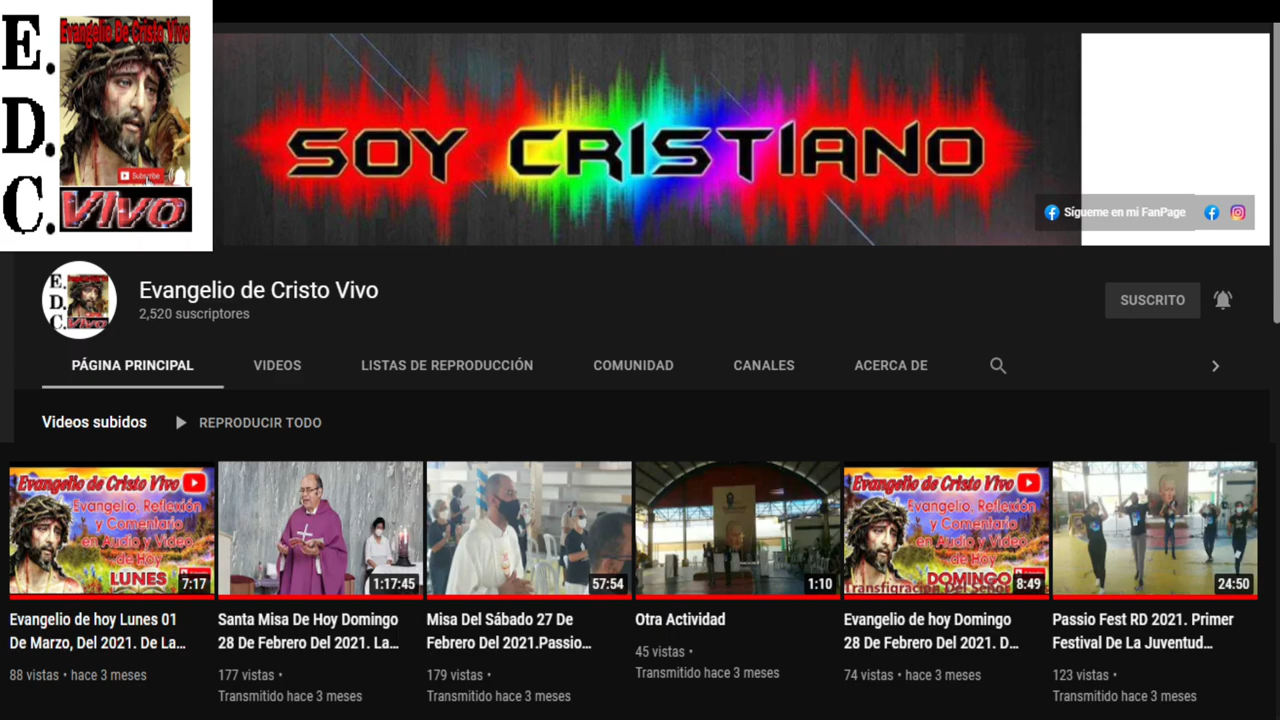 E.
D.
C.
Evangelio De Cristo Vivo
Subscribe
Vivo
SOY CRISTIANO
Sígueme en mi FanPage
E.
D.
C.
Vivo
Evangelio de Cristo Vivo
2,520 suscriptores
SUSCRITO
PÁGINA PRINCIPAL
VIDEOS
LISTAS DE REPRODUCCIÓN
COMUNIDAD
CANALES
ACERCA DE
Videos subidos
REPRODUCIR TODO
Evangelio de Cristo Vivo
Evangelio, Reflexión
y Comentario
en Audio y Video
de Hoy
LUNES
7:17
Evangelio de hoy Lunes 01
De Marzo, Del 2021. De La...
88 vistas • hace 3 meses
1:17:45
Santa Misa De Hoy Domingo
28 De Febrero Del 2021. La...
177 vistas •
Transmitido hace 3 meses
57:54
Misa Del Sábado 27 De
Febrero Del 2021.Passio...
179 vistas •
Transmitido hace 3 meses
1:10
Otra Actividad
45 vistas •
Transmitido hace 3 meses
Evangelio de Cristo Vivo
Evangelio, Reflexión
y Comentario
en Audio y Video
de Hoy
DOMINGO
Transfigración Del Señor
8:49
Evangelio de hoy Domingo
28 De Febrero Del 2021. D...
74 vistas • hace 3 meses
24:50
Passio Fest RD 2021. Primer
Festival De La Juventud...
123 vistas •
Transmitido hace 3 meses